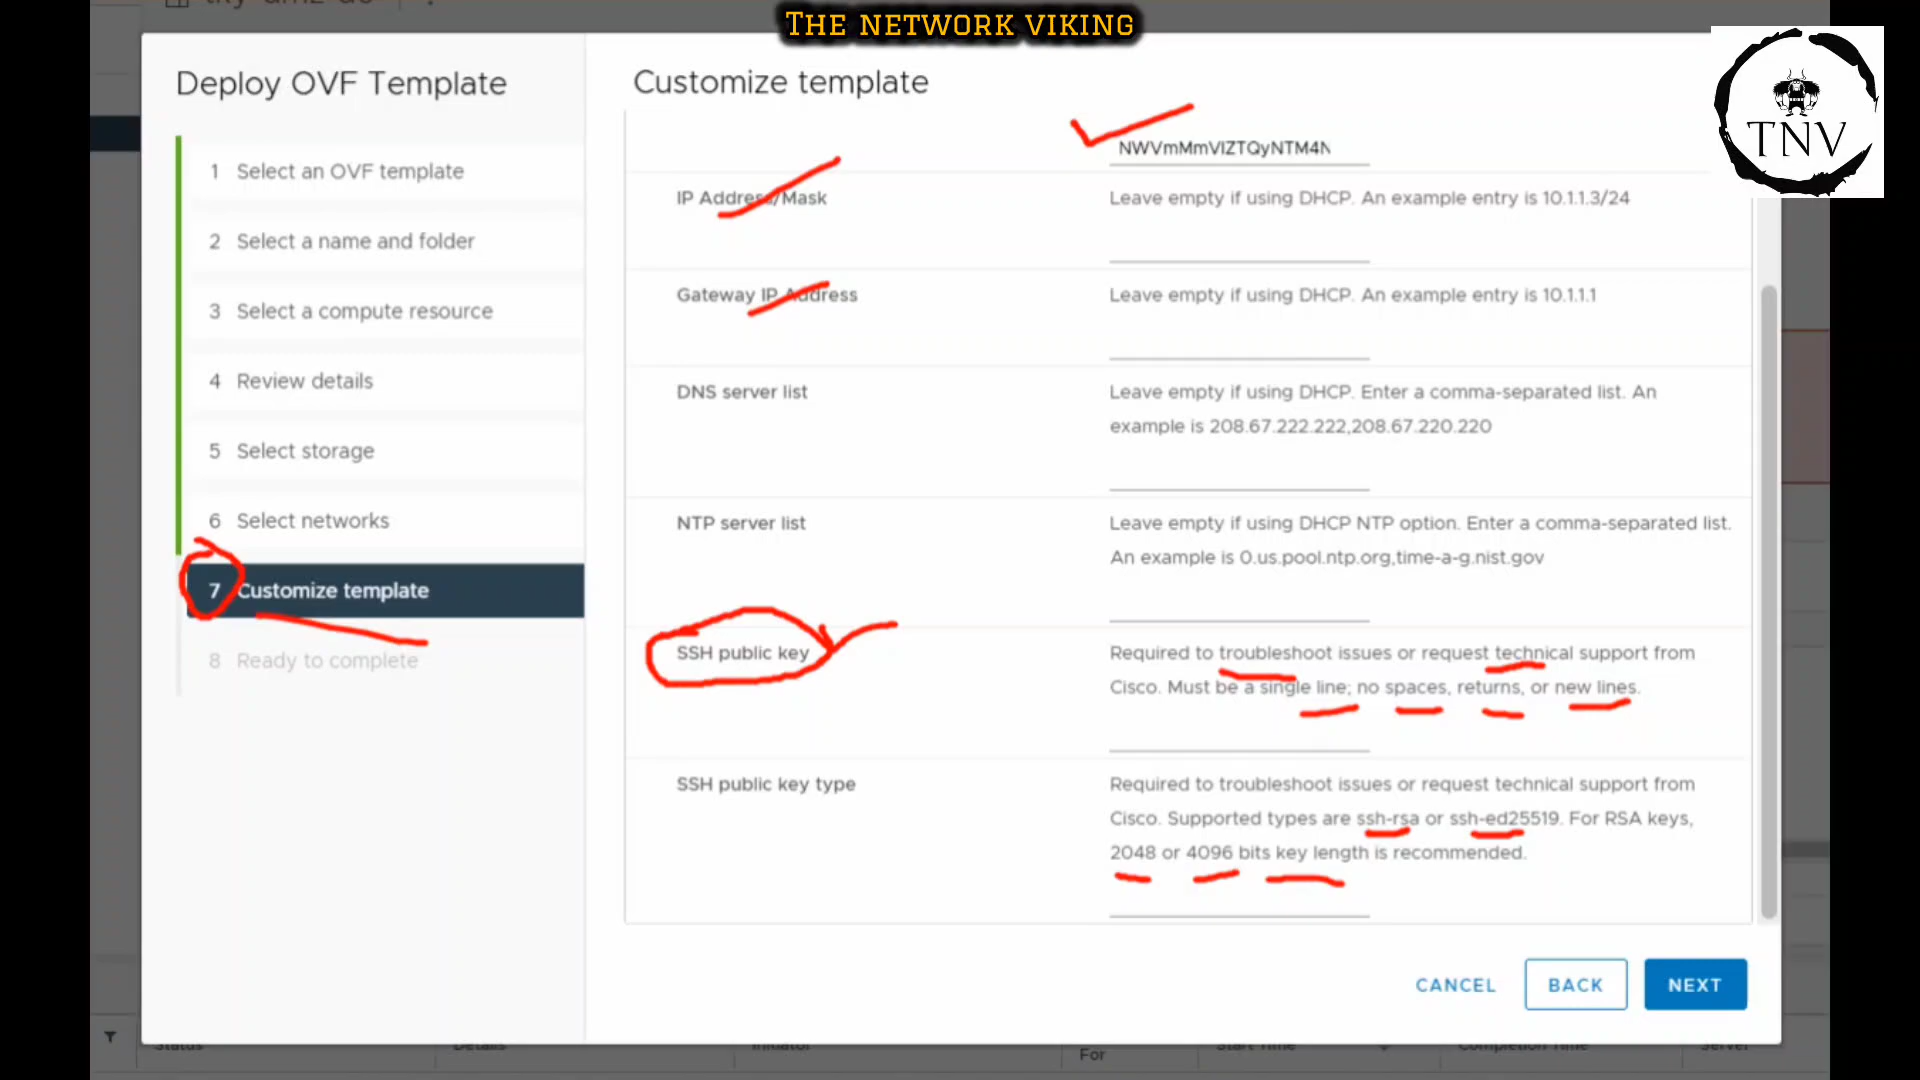 THE NETWORK VIKING
TNV
Deploy OVF Template
1 Select an OVF template
2 Select a name and folder
3 Select a compute resource
4 Review details
5 Select storage
6 Select networks
7 Customize template
8 Ready to complete
Customize template
NWVmMmVlZTQyNTM4N
IP Address/Mask
Leave empty if using DHCP. An example entry is 10.1.1.3/24
Gateway IP Address
Leave empty if using DHCP. An example entry is 10.1.1.1
DNS server list
Leave empty if using DHCP. Enter a comma-separated list. An
example is 208.67.222.222,208.67.220.220
NTP server list
Leave empty if using DHCP NTP option. Enter a comma-separated list.
An example is 0.us.pool.ntp.org,time-a-g.nist.gov
SSH public key
Required to troubleshoot issues or request technical support from
Cisco. Must be a single line; no spaces, returns, or new lines.
SSH public key type
Required to troubleshoot issues or request technical support from
Cisco. Supported types are ssh-rsa or ssh-ed25519. For RSA keys,
2048 or 4096 bits key length is recommended.
CANCEL BACK NEXT
For